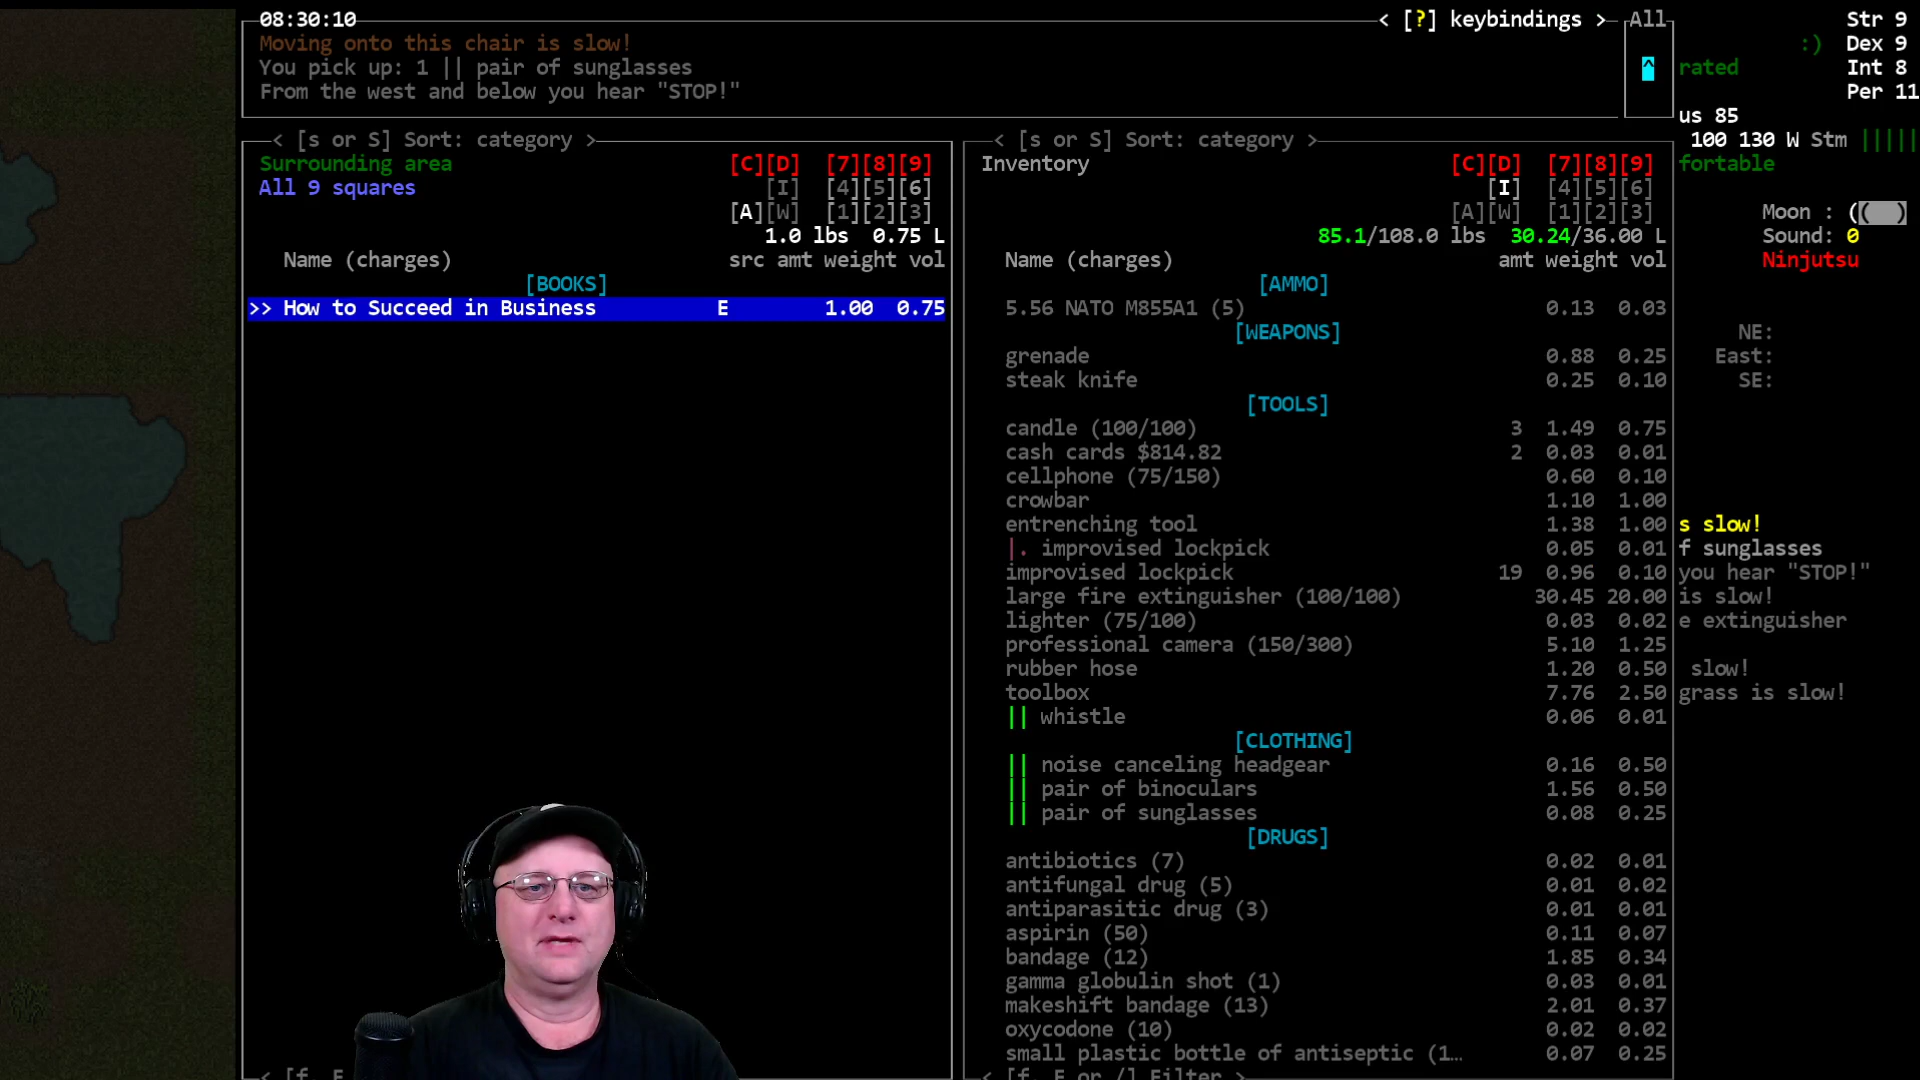 08:30:10
< [?] keybindings >
All
Moving onto this chair is slow!
You pick up: 1 || pair of sunglasses
From the west and below you hear "STOP!"
^
Str 9
:) Dex 9
rated Int 8
Per 11
us 85
100 130 W Stm |||||
fortable
Moon : (( )
Sound: 0
Ninjutsu
NE:
East:
SE:
s slow!
f sunglasses
you hear "STOP!"
is slow!
e extinguisher
slow!
grass is slow!
< [s or S] Sort: category >
Surrounding area [C][D] [7][8][9]
All 9 squares [I] [4][5][6]
[A][W] [1][2][3]
1.0 lbs 0.75 L
Name (charges) src amt weight vol
[BOOKS]
>> How to Succeed in Business E 1.00 0.75
< [s or S] Sort: category >
Inventory [C][D] [7][8][9]
[I] [4][5][6]
[A][W] [1][2][3]
85.1/108.0 lbs 30.24/36.00 L
Name (charges) amt weight vol
[AMMO]
5.56 NATO M855A1 (5) 0.13 0.03
[WEAPONS]
grenade 0.88 0.25
steak knife 0.25 0.10
[TOOLS]
candle (100/100) 3 1.49 0.75
cash cards $814.82 2 0.03 0.01
cellphone (75/150) 0.60 0.10
crowbar 1.10 1.00
entrenching tool 1.38 1.00
|. improvised lockpick 0.05 0.01
improvised lockpick 19 0.96 0.10
large fire extinguisher (100/100) 30.45 20.00
lighter (75/100) 0.03 0.02
professional camera (150/300) 5.10 1.25
rubber hose 1.20 0.50
toolbox 7.76 2.50
|| whistle 0.06 0.01
[CLOTHING]
|| noise canceling headgear 0.16 0.50
|| pair of binoculars 1.56 0.50
|| pair of sunglasses 0.08 0.25
[DRUGS]
antibiotics (7) 0.02 0.01
antifungal drug (5) 0.01 0.02
antiparasitic drug (3) 0.01 0.01
aspirin (50) 0.11 0.07
bandage (12) 1.85 0.34
gamma globulin shot (1) 0.03 0.01
makeshift bandage (13) 2.01 0.37
oxycodone (10) 0.02 0.02
small plastic bottle of antiseptic (1… 0.07 0.25
< [f, F or /] Filter >